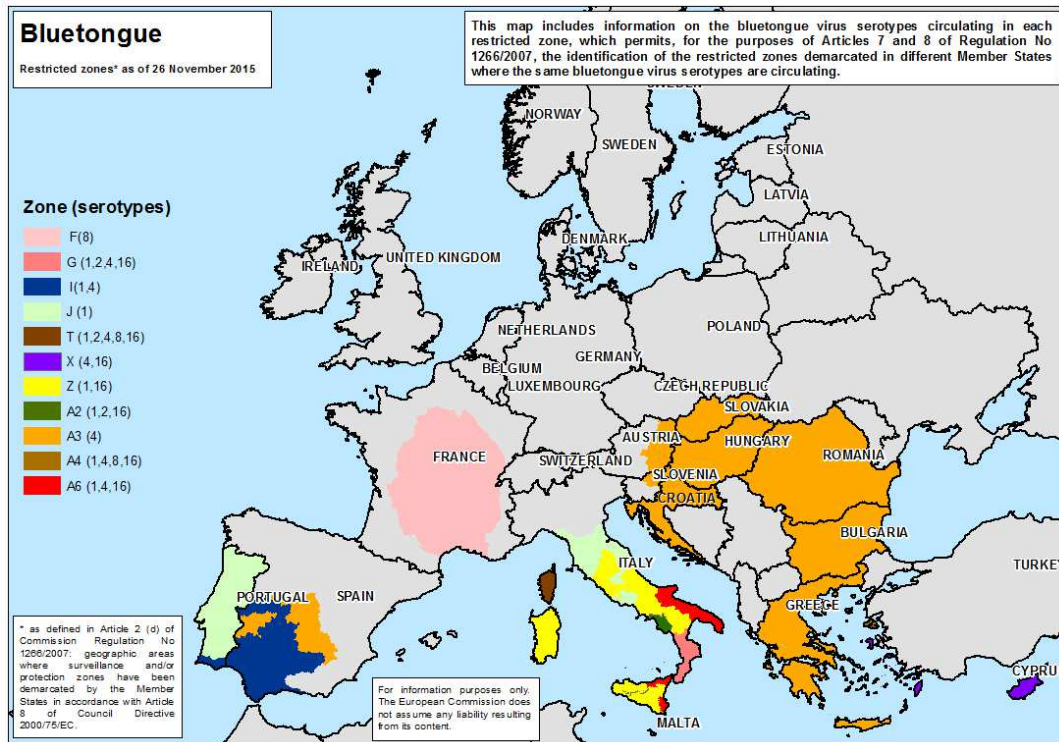 Bluetongue
Restricted zones* as of 26 November 2015
This map includes information on the bluetongue virus serotypes circulating in each
restricted zone, which permits, for the purposes of Articles 7 and 8 of Regulation No
1266/2007, the identification of the restricted zones demarcated in different Member States
where the same bluetongue virus serotypes are circulating.
SWEDEN
NORWAY
SWEDEN
ESTONIA
LATVIA
LITHUANIA
DENMARK
UNITED KINGDOM
IRELAND
Zone (serotypes)
F(8)
G (1,2,4,16)
I(1,4)
J (1)
T (1,2,4,8,16)
X (4,16)
Z (1,16)
A2 (1,2,16)
A3 (4)
A4 (1,4,8,16)
A6 (1,4,16)
NETHERLANDS
POLAND
GERMANY
BELGIUM
LUXEMBOURG
CZECH REPUBLIC
SLOVAKIA
AUSTRIA
HUNGARY
FRANCE
SWITZERLAND
ROMANIA
SLOVENIA
CROATIA
BULGARIA
ITALY
TURKEY
PORTUGAL
SPAIN
GREECE
CYPRU
MALTA
* as defined in Article 2 (d) of
Commission Regulation No
1266/2007: geographic areas
where surveillance and/or
protection zones have been
demarcated by the Member
States in accordance with Article
8 of Council Directive
2000/75/EC.
For information purposes only.
The European Commission does
not assume any liability resulting
from its content.